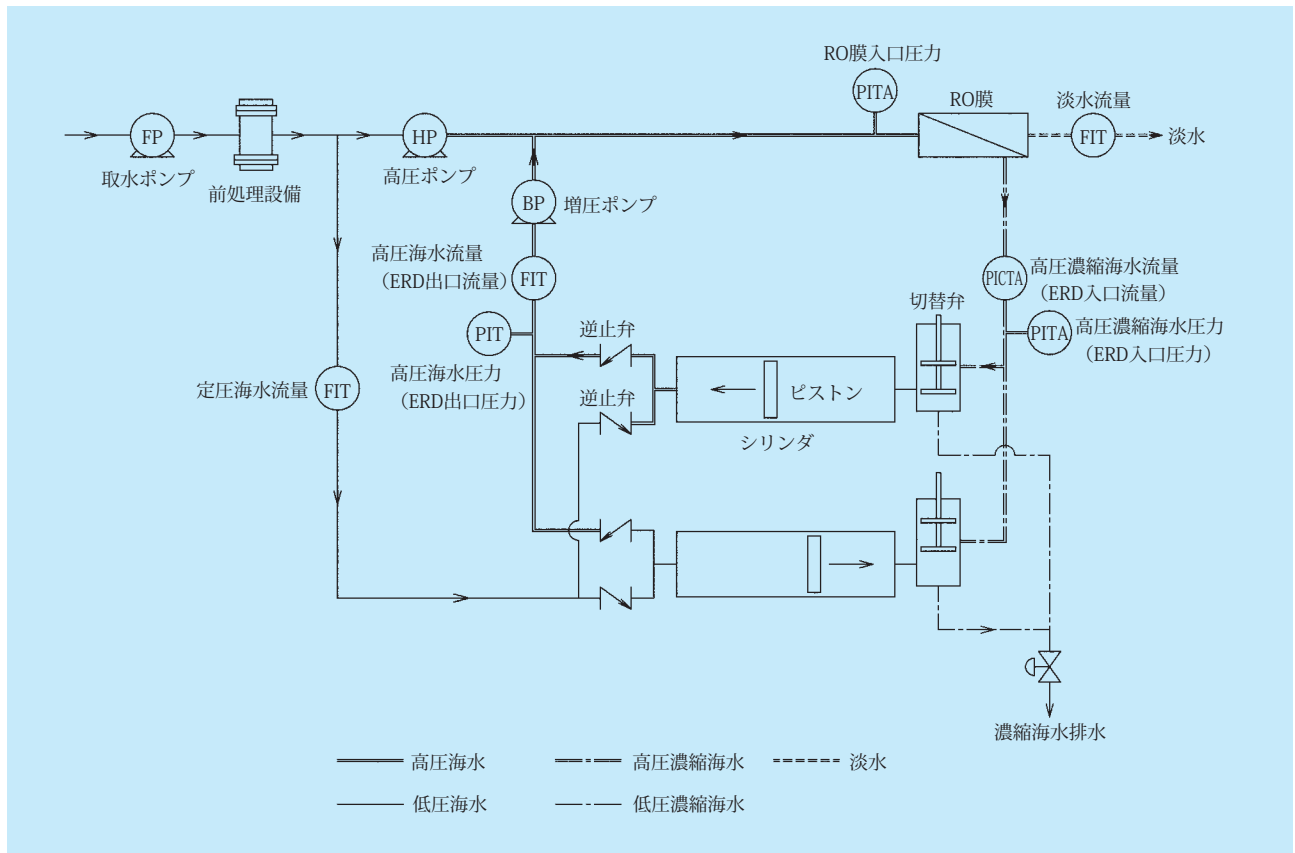 RO膜入口圧力
PITA
RO膜
淡水流量
FP
HP
FIT
淡水
取水ポンプ
前処理設備
高圧ポンプ
BP
増圧ポンプ
高圧海水流量
（ERD出口流量）
FIT
PICTA
高圧濃縮海水流量
（ERD入口流量）
切替弁
PIT
逆止弁
PITA
高圧濃縮海水圧力
（ERD入口圧力）
高圧海水圧力
（ERD出口圧力）
定圧海水流量
FIT
逆止弁
ピストン
シリンダ
濃縮海水排水
高圧海水
高圧濃縮海水
淡水
低圧海水
低圧濃縮海水